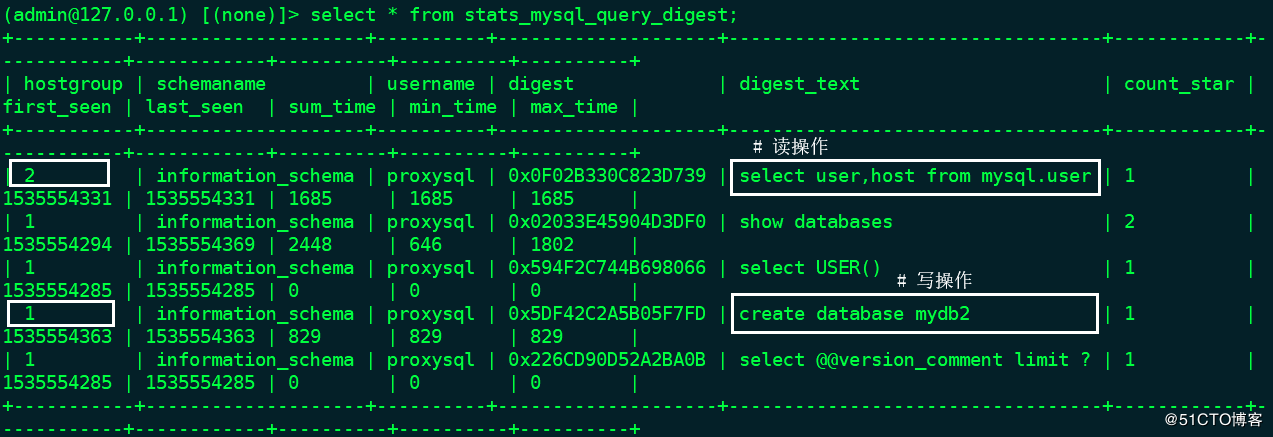 (admin@127.0.0.1) [(none)]> select * from stats_mysql_query_digest;
+-----------+--------------------+----------+--------------------+----------------------------------+------------+-
-----------+------------+----------+----------+----------+
| hostgroup | schemaname         | username | digest             | digest_text                      | count_star |
first_seen | last_seen  | sum_time | min_time | max_time |
+-----------+--------------------+----------+--------------------+----------------------------------+------------+-
-----------+------------+----------+----------+----------+
# 读操作
| 2         | information_schema | proxysql | 0x0F02B330C823D739 | select user,host from mysql.user | 1          |
1535554331 | 1535554331 | 1685     | 1685     | 1685     |
| 1         | information_schema | proxysql | 0x02033E45904D3DF0 | show databases                   | 2          |
1535554294 | 1535554369 | 2448     | 646      | 1802     |
| 1         | information_schema | proxysql | 0x594F2C744B698066 | select USER()                    | 1          |
1535554285 | 1535554285 | 0        | 0        | 0        |
# 写操作
| 1         | information_schema | proxysql | 0x5DF42C2A5B05F7FD | create database mydb2            | 1          |
1535554363 | 1535554363 | 829      | 829      | 829      |
| 1         | information_schema | proxysql | 0x226CD90D52A2BA0B | select @@version_comment limit ? | 1          |
1535554285 | 1535554285 | 0        | 0        | 0        |
+-----------+--------------------+----------+--------------------+----------------------------------+------------+-
-----------+------------+----------+----------+----------+
@51CTO博客